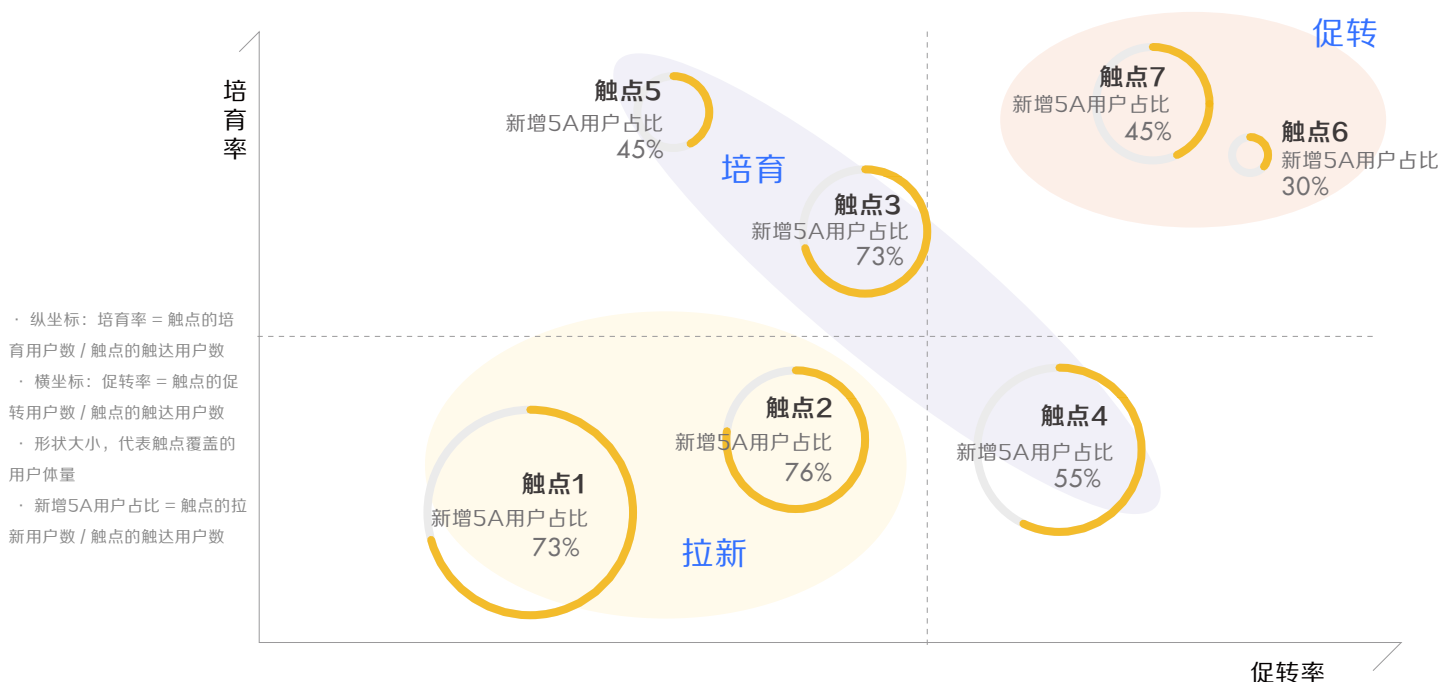 培
育
率
促转
触点7
新增5A用户占比
45%
触点6
新增5A用户占比
30%
触点5
新增5A用户占比
45%
培育
触点3
新增5A用户占比
73%
· 纵坐标：培育率 = 触点的培
育用户数 / 触点的触达用户数
· 横坐标：促转率 = 触点的促
转用户数 / 触点的触达用户数
· 形状大小，代表触点覆盖的
用户体量
· 新增5A用户占比 = 触点的拉
新用户数 / 触点的触达用户数
触点2
新增5A用户占比
76%
触点4
新增5A用户占比
55%
触点1
新增5A用户占比
73%
拉新
促转率